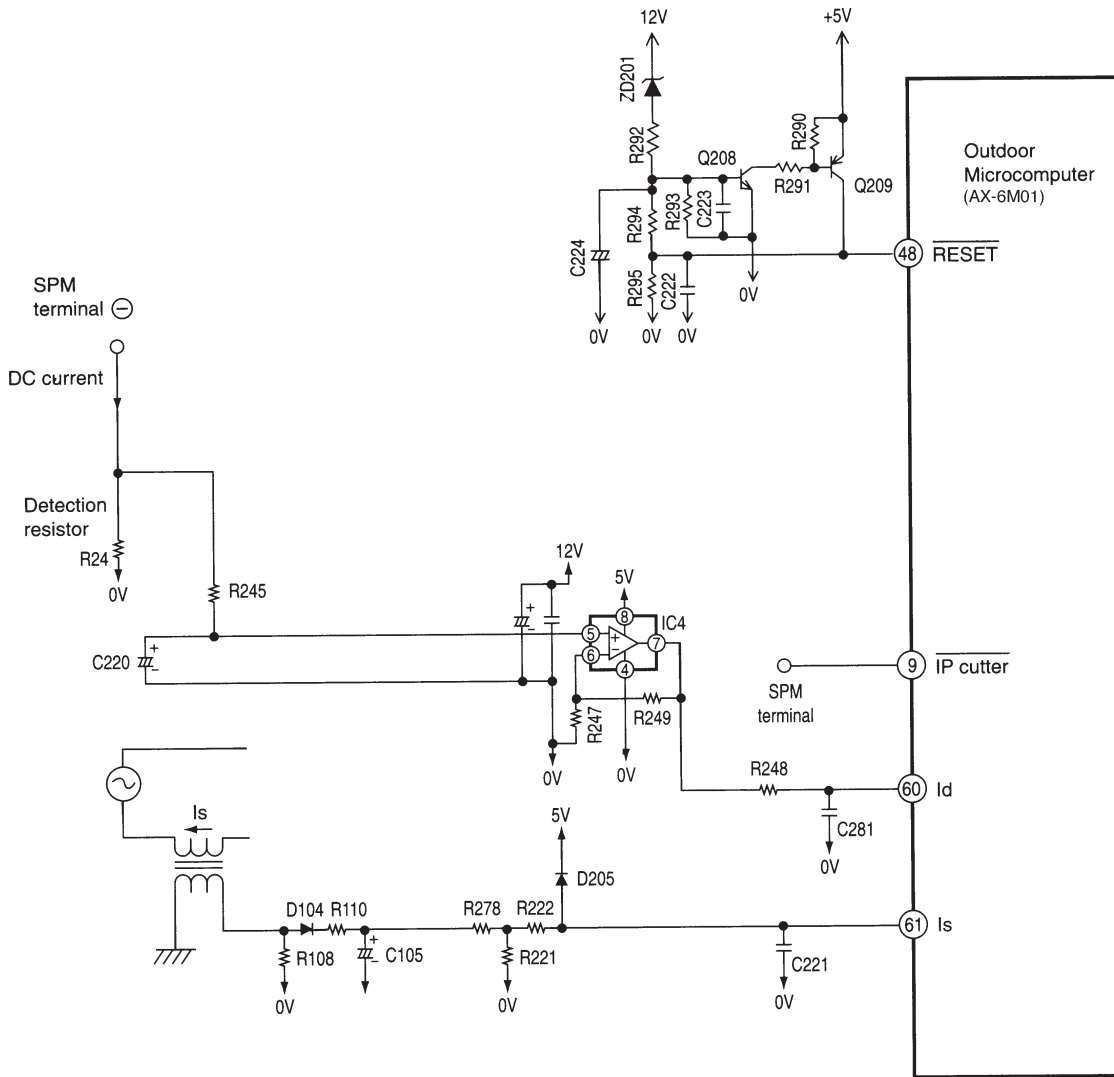 12V
+5V
ZD201
R292
R290
Q208
R291
Q209
Outdoor
Microcomputer
(AX-6M01)
R293
C223
R294
C224
48
RESET
R295
C222
0V
0V
0V
0V
SPM
terminal ⊖
DC current
Detection
resistor
R24
0V
R245
12V
5V
+
−
8
IC4
5
+
7
6
−
4
C220
+
−
R247
R249
0V
0V
SPM
terminal
9
IP cutter
R248
60
Id
C281
0V
Is
5V
D205
D104
R110
R278
R222
61
Is
R108
+
−
C105
R221
C221
0V
0V
0V